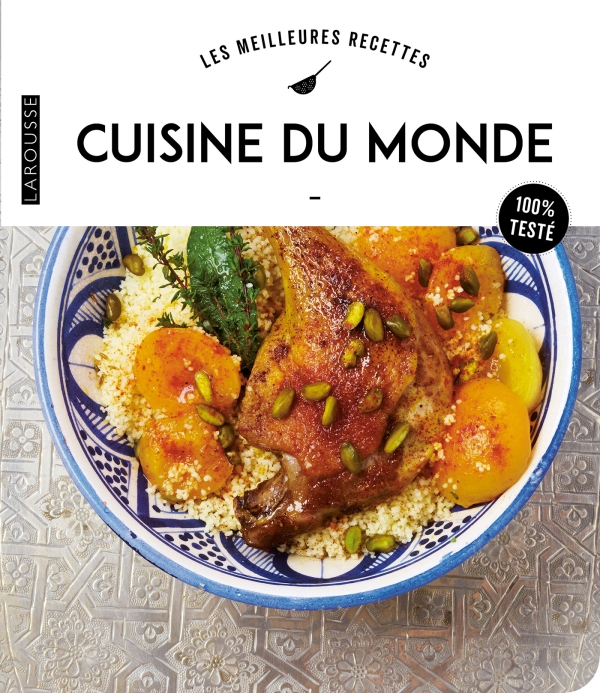 LES MEILLEURES RECETTES
LAROUSSE
CUISINE DU MONDE
-
100%
TESTÉ